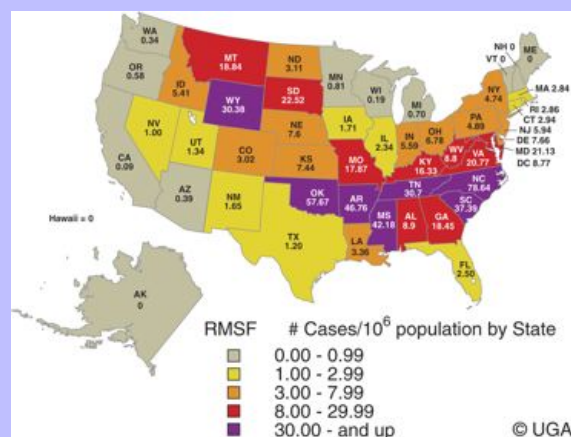 WA
0.34
OR
0.58
CA
0.09
NV
1.00
ID
5.41
MT
18.84
WY
30.38
UT
1.34
AZ
0.39
CO
3.02
NM
1.65
ND
3.11
SD
22.52
NE
7.6
KS
7.44
OK
57.67
TX
1.20
MN
0.81
IA
1.71
MO
17.87
AR
46.76
LA
3.36
WI
0.19
IL
2.34
MI
0.70
IN
5.59
OH
6.78
KY
16.33
TN
30.7
MS
42.18
AL
8.9
GA
18.45
FL
2.50
SC
37.39
NC
78.64
VA
20.77
WV
8.8
PA
4.89
NY
4.74
NH 0
VT 0
ME
0
MA 2.84
RI 2.86
CT 2.94
NJ 5.94
DE 7.66
MD 21.13
DC 8.77
Hawaii = 0
AK
0
RMSF # Cases/10⁶ population by State
0.00 - 0.99
1.00 - 2.99
3.00 - 7.99
8.00 - 29.99
30.00 - and up
© UGA